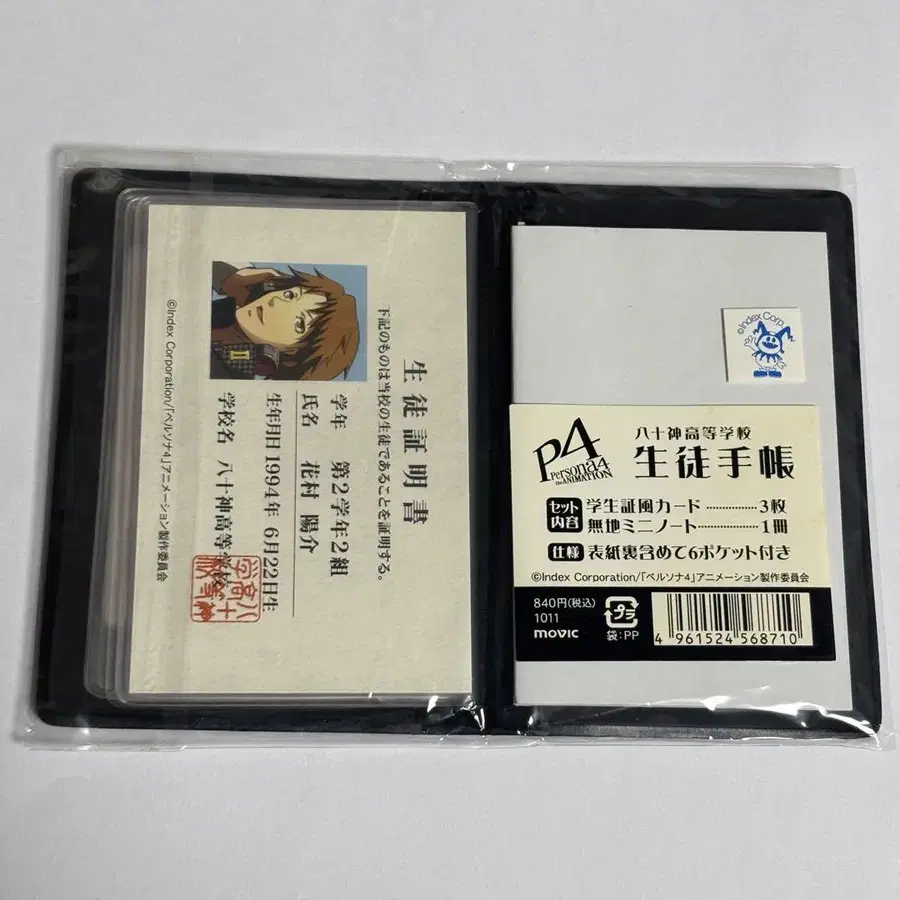 生徒証明書
下記のものは当校の生徒であることを証明する。
学年 第2学年2組
氏名 花村 陽介
生年月日 1994年 6月22日生
学校名 八十神高等学校
©Index Corporation/「ペルソナ4」アニメーション製作委員会
©Index Corp.
P4
Persona4
the ANIMATION
八十神高等学校
生徒手帳
セット内容
学生証風カード……………3枚
無地ミニノート……………1冊
仕様 表紙裏含めて6ポケット付き
©Index Corporation/「ペルソナ4」アニメーション製作委員会
840円(税込)
1011
movic
プラ
袋:PP
4 961524 568710